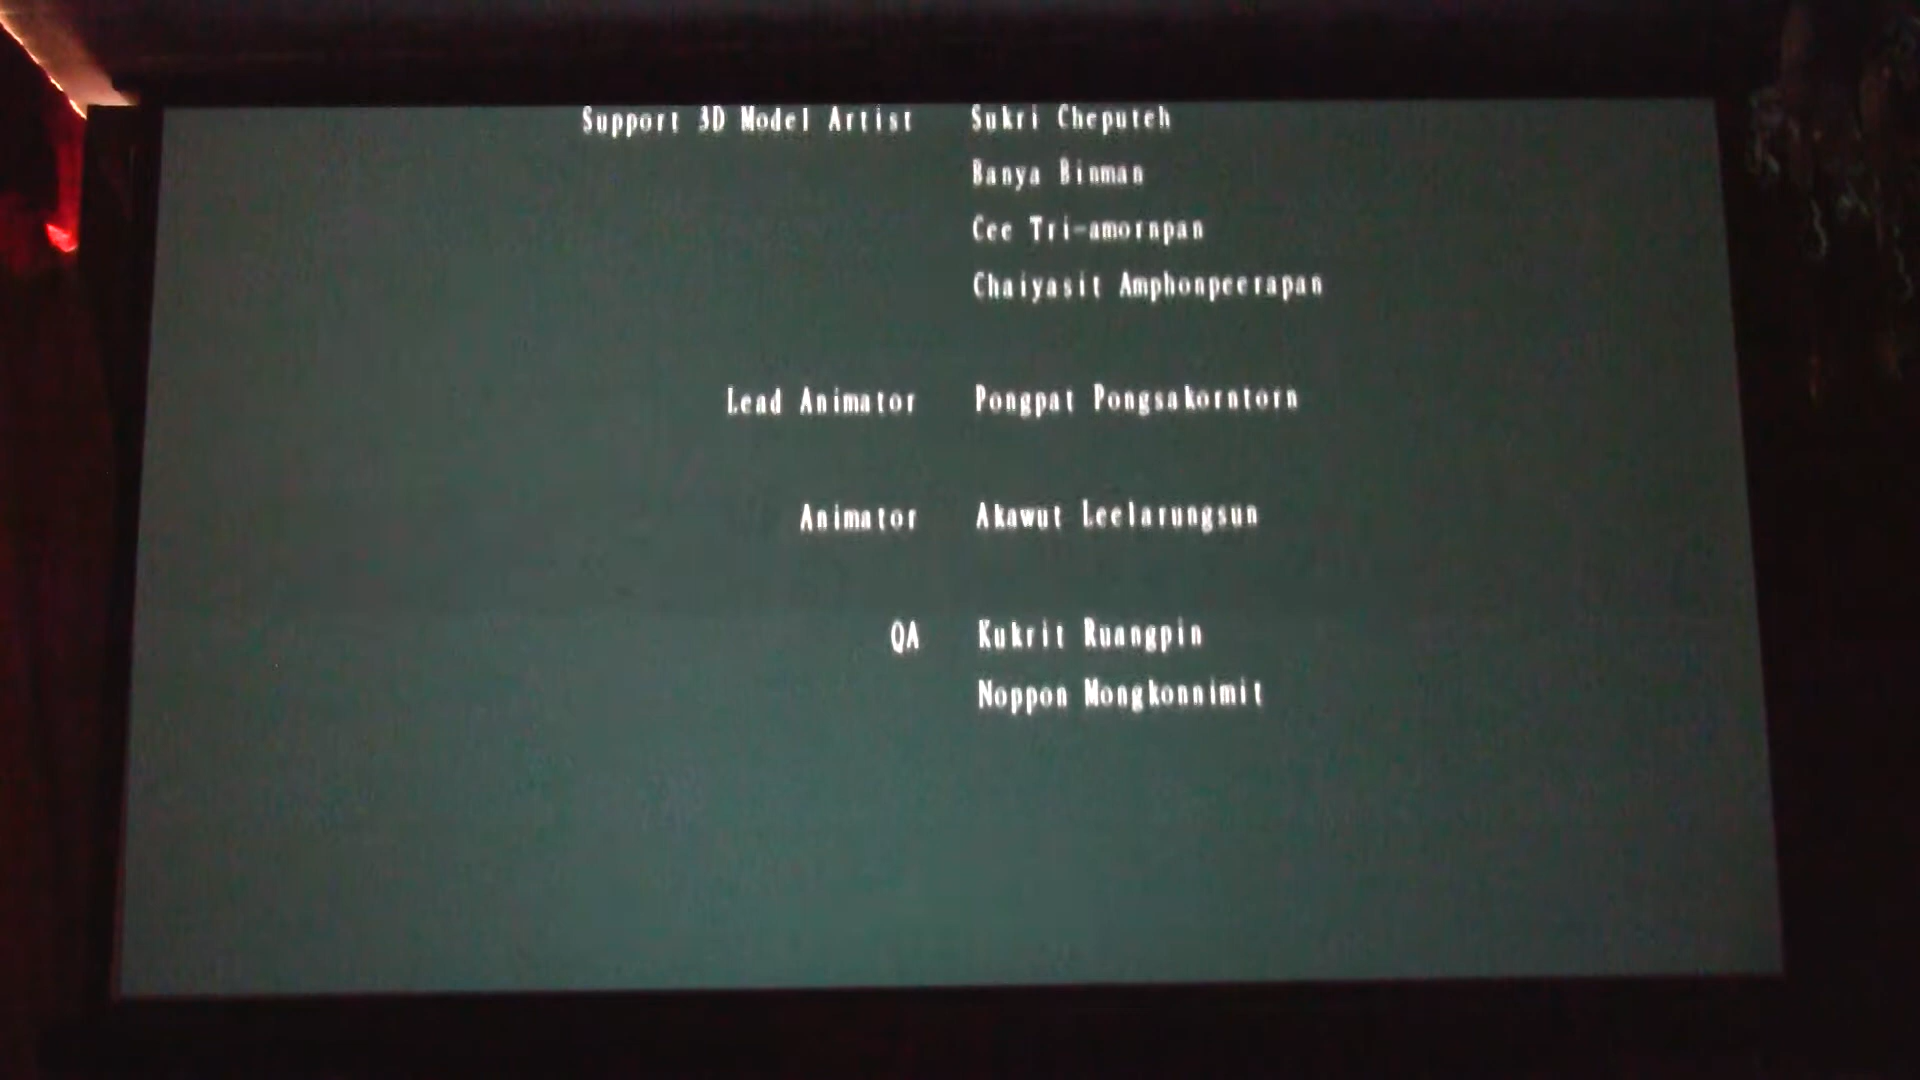 Support 3D Model Artist Sukri Cheputeh
Banya Binman
Cee Tri-amornpan
Chaiyasit Amphonpeerapan
Lead Animator Pongpat Pongsakorntorn
Animator Akawut Leelarungsun
QA Kukrit Ruangpin
Noppon Mongkonnimit